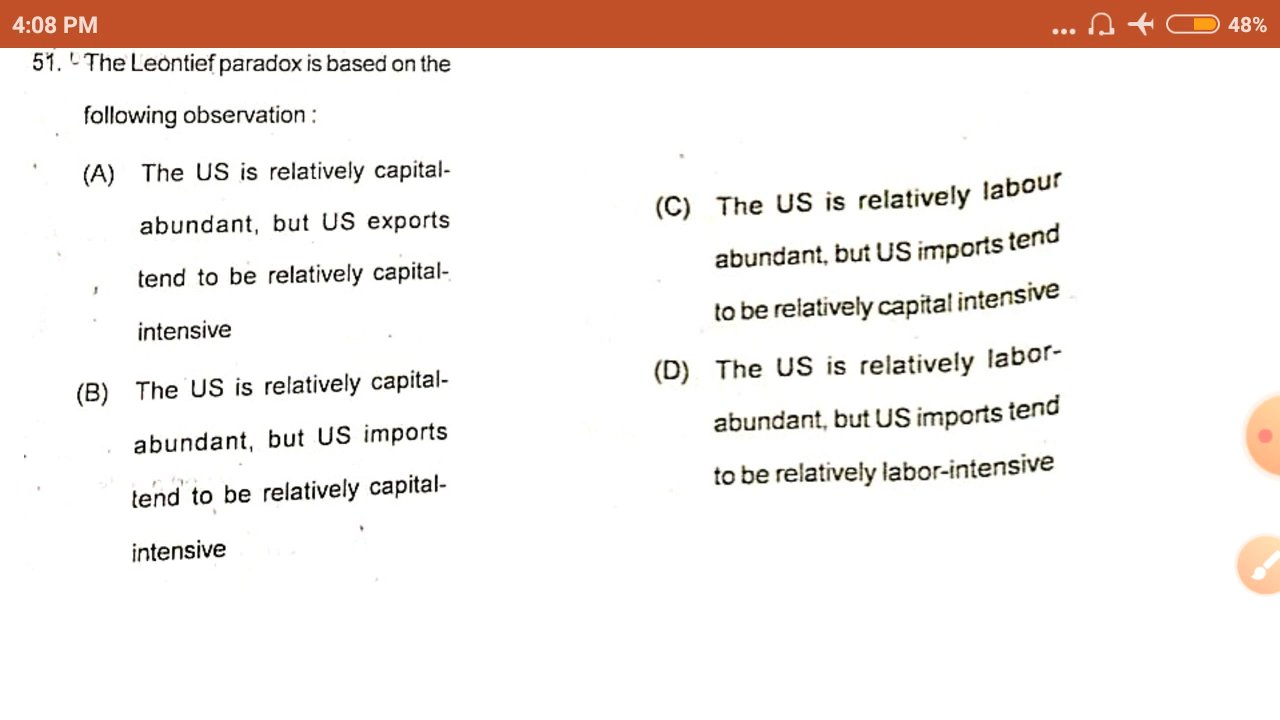 4:08 PM
... 48%
51. The Leontief paradox is based on the
following observation :
(A) The US is relatively capital-
abundant, but US exports
tend to be relatively capital-
intensive
(B) The US is relatively capital-
abundant, but US imports
tend to be relatively capital-
intensive
(C) The US is relatively labour
abundant, but US imports tend
to be relatively capital intensive
(D) The US is relatively labor-
abundant, but US imports tend
to be relatively labor-intensive